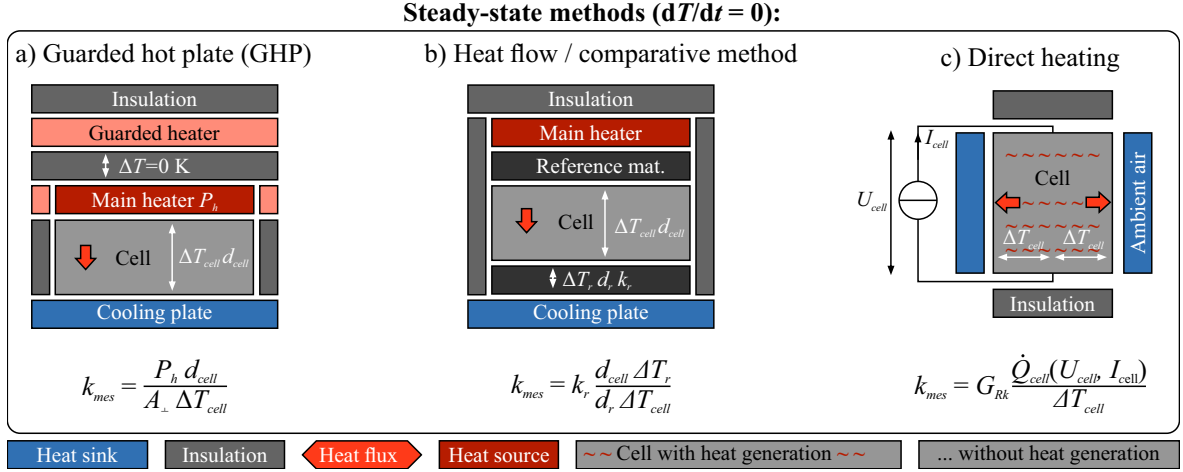 Steady-state methods (dT/dt = 0):
a) Guarded hot plate (GHP)
Insulation
Guarded heater
ΔT=0 K
Main heater P_h
Cell
ΔT_cell d_cell
Cooling plate
k_mes = P_h d_cell / A_⊥ ΔT_cell
b) Heat flow / comparative method
Insulation
Main heater
Reference mat.
Cell
ΔT_cell d_cell
ΔT_r d_r k_r
Cooling plate
k_mes = k_r d_cell ΔT_r / d_r ΔT_cell
c) Direct heating
I_cell
~ ~ ~ ~ ~ ~
Cell
U_cell
~ ~ ~ ~
~ ~ ~ ~ ~ ~
ΔT_cell ΔT_cell
~ ~ ~ ~ ~ ~
Ambient air
Insulation
k_mes = G_Rk Q̇_cell(U_cell, I_cell) / ΔT_cell
Heat sink
Insulation
Heat flux
Heat source
~ ~ Cell with heat generation ~ ~
... without heat generation